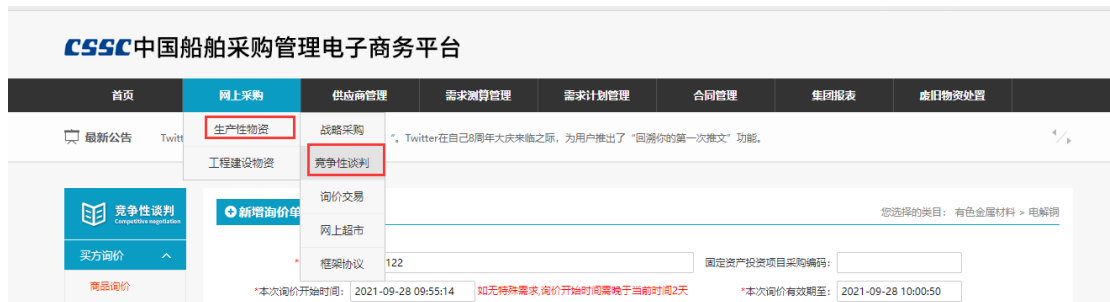 CSSC中国船舶采购管理电子商务平台
首页 网上采购 供应商管理 需求测算管理 需求计划管理 合同管理 集团报表 废旧物资处置
最新公告 Twitt 生产性物资 战略采购 ”，Twitter在自己8周年大庆来临之际，为用户推出了“回溯你的第一次推文”功能。
工程建设物资 竞争性谈判
竞争性谈判
Competitive negotiation
新增询价单 询价交易 您选择的类目： 有色金属材料 > 电解铜
网上超市
买方询价 * 框架协议 122 固定资产投资项目采购编码：
商品询价 *本次询价开始时间： 2021-09-28 09:55:14 如无特殊需求,询价开始时间需晚于当前时间2天 *本次询价有效期至： 2021-09-28 10:00:50